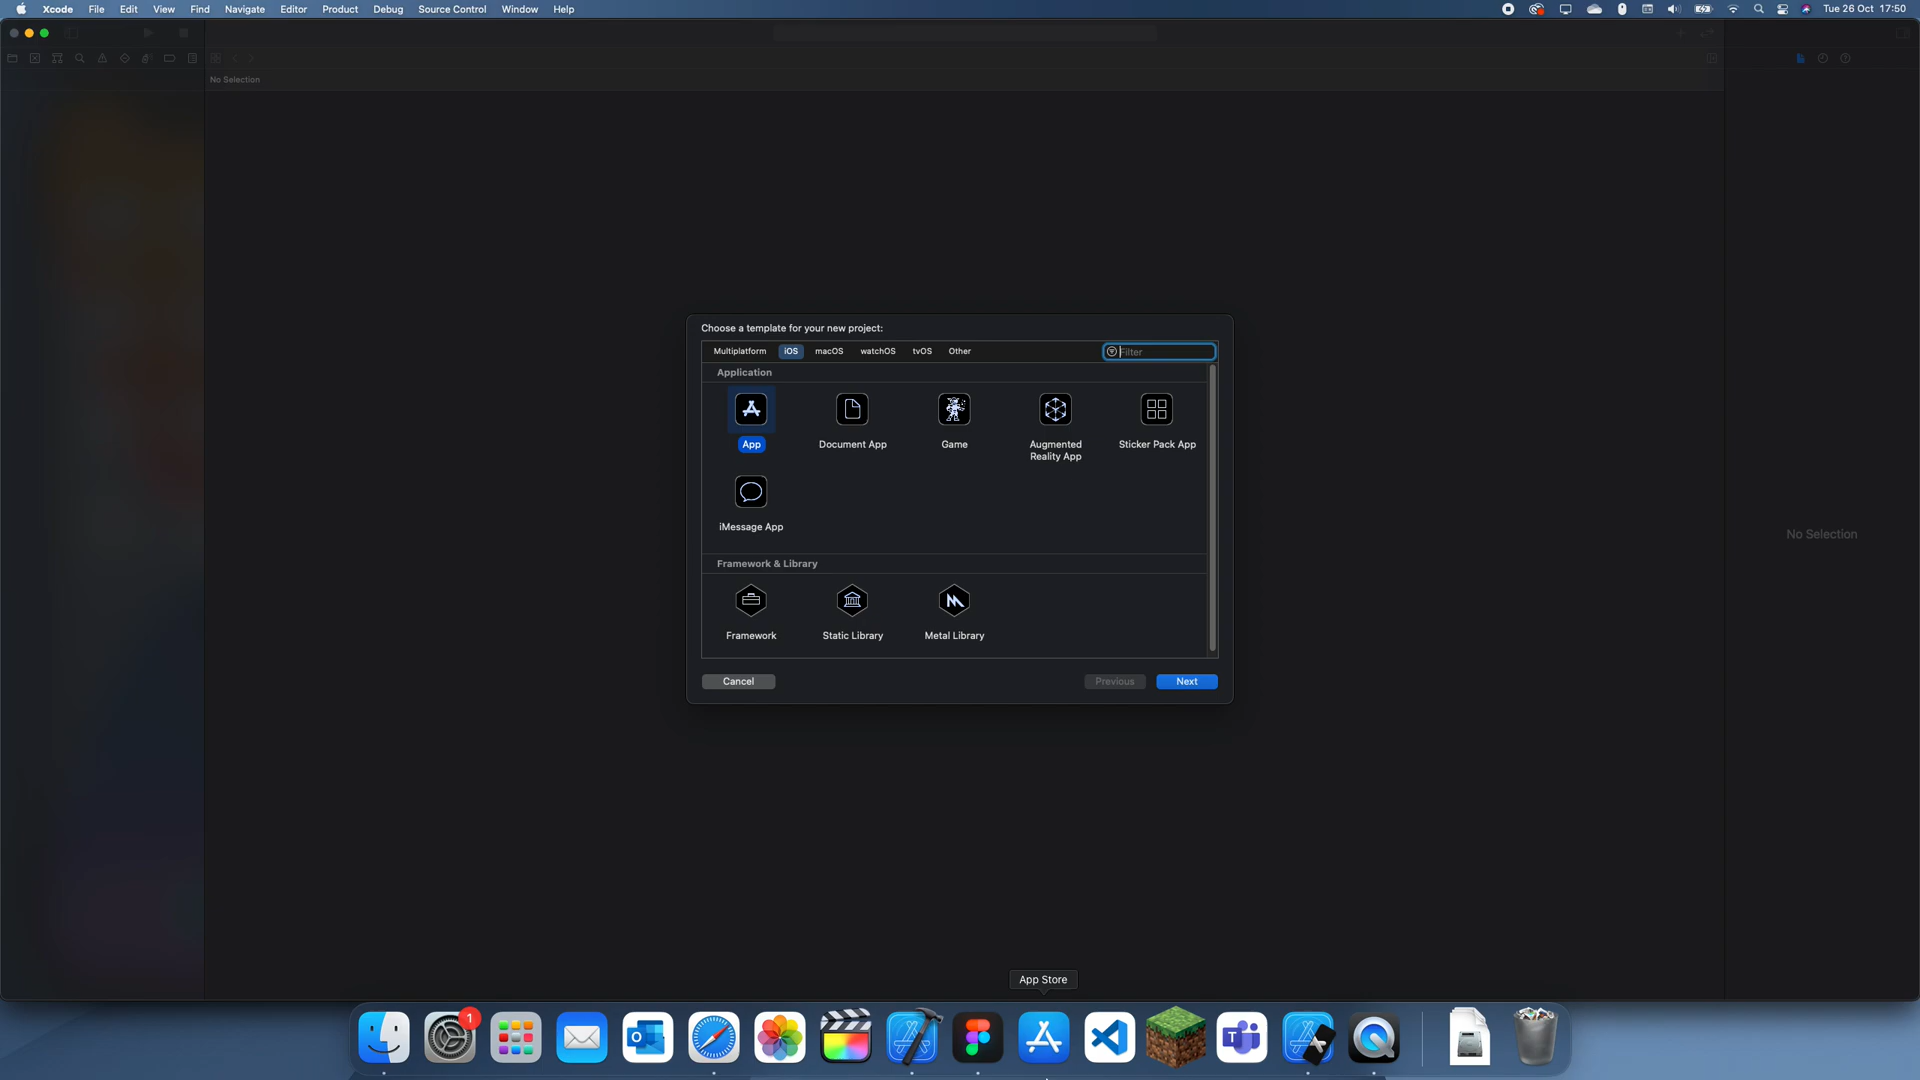 Xcode File Edit View Find Navigate Editor Product Debug Source Control Window Help Tue 26 Oct 17:50
No Selection
Choose a template for your new project:
Multiplatform iOS macOS watchOS tvOS Other Filter
Application
App Document App Game Augmented Reality App Sticker Pack App
iMessage App
Framework & Library
Framework Static Library Metal Library
Cancel Previous Next
No Selection
App Store
1